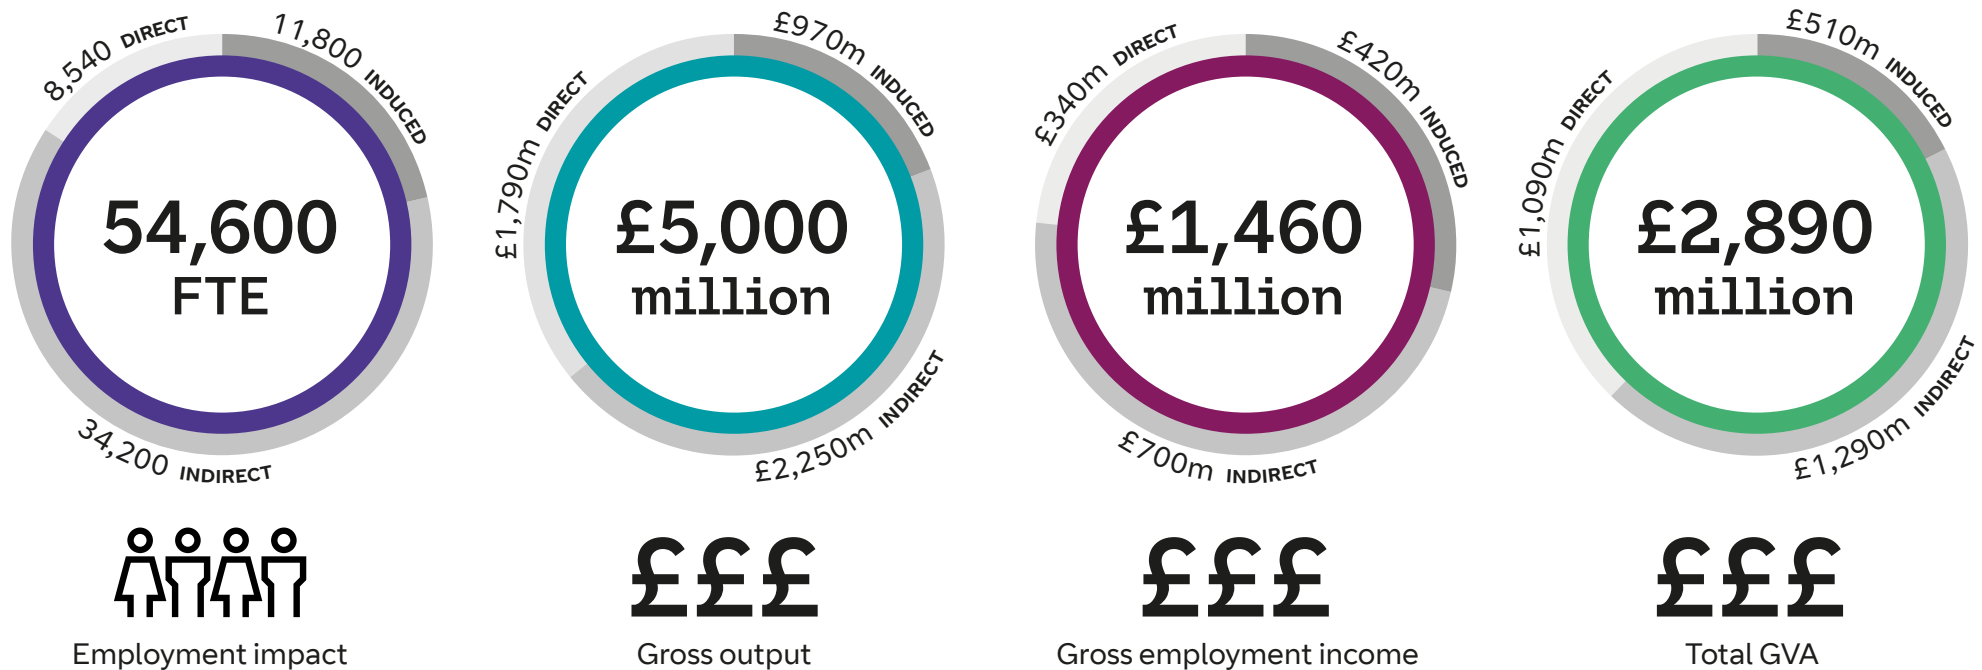 8,540 DIRECT
11,800 INDUCED
54,600
FTE
34,200 INDIRECT
Employment impact
£1,790m DIRECT
£970m INDUCED
£5,000
million
£2,250m INDIRECT
£££
Gross output
£340m DIRECT
£420m INDUCED
£1,460
million
£700m INDIRECT
£££
Gross employment income
£1,090m DIRECT
£510m INDUCED
£2,890
million
£1,290m INDIRECT
£££
Total GVA